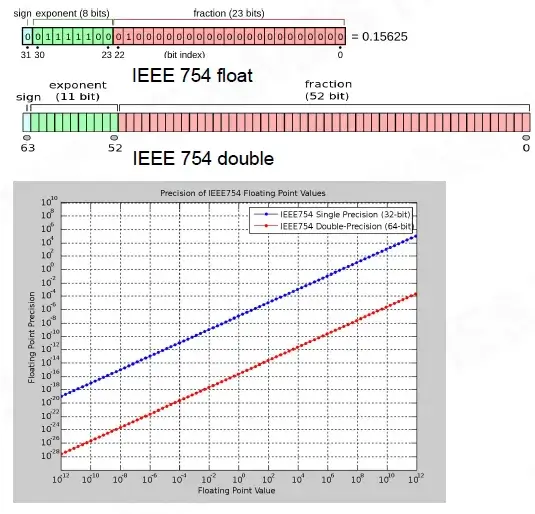 sign exponent (8 bits) fraction (23 bits)
0 0 1 1 1 1 1 0 0 0 1 0 0 0 0 0 0 0 0 0 0 0 0 0 0 0 0 0 0 0 0 0 = 0.15625
31 30 23 22 (bit index) 0
IEEE 754 float
sign exponent (11 bit) fraction (52 bit)
63 52 0
IEEE 754 double
Precision of IEEE754 Floating Point Values
IEEE754 Single Precision (32-bit)
IEEE754 Double-Precision (64-bit)
Floating Point Precision
10^10
10^8
10^6
10^4
10^2
10^0
10^-2
10^-4
10^-6
10^-8
10^-10
10^-12
10^-14
10^-16
10^-18
10^-20
10^-22
10^-24
10^-26
10^-28
10^-12 10^-10 10^-8 10^-6 10^-4 10^-2 10^0 10^2 10^4 10^6 10^8 10^10 10^12
Floating Point Value